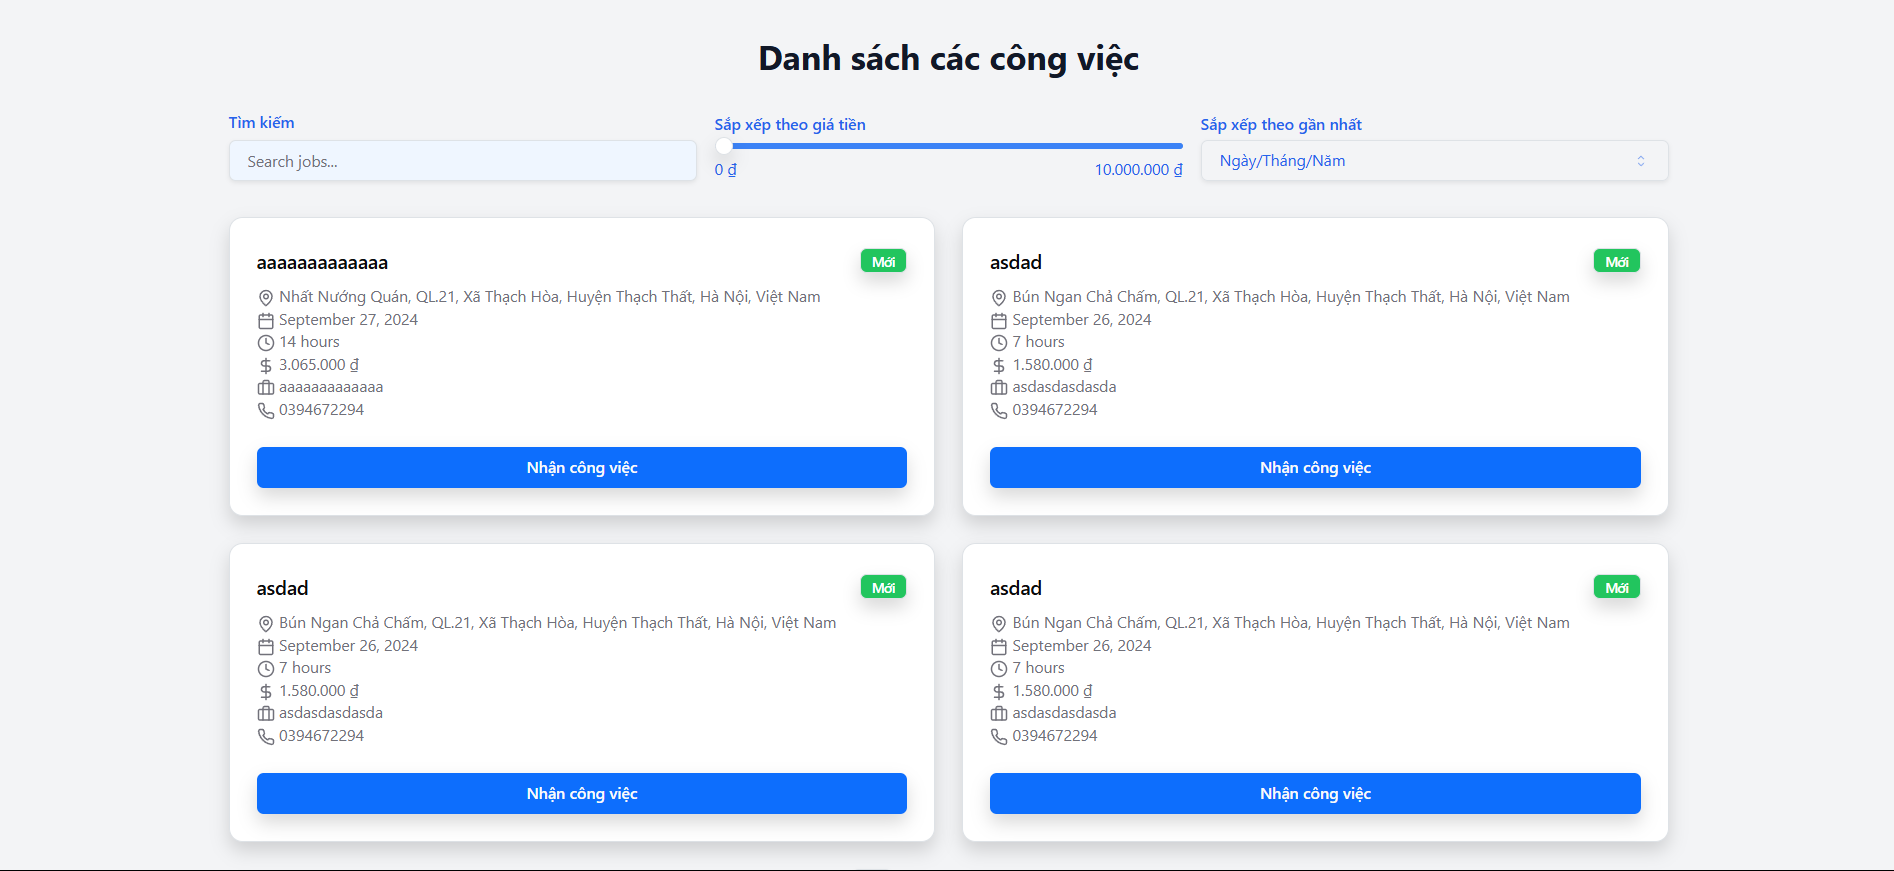 Danh sách các công việc
Tìm kiếm
Search jobs...
Sắp xếp theo giá tiền
0 ₫
10.000.000 ₫
Sắp xếp theo gần nhất
Ngày/Tháng/Năm
aaaaaaaaaaaaa
Mới
Nhất Nướng Quán, QL.21, Xã Thạch Hòa, Huyện Thạch Thất, Hà Nội, Việt Nam
September 27, 2024
14 hours
3.065.000 ₫
aaaaaaaaaaaaa
0394672294
Nhận công việc
asdad
Mới
Bún Ngan Chả Chấm, QL.21, Xã Thạch Hòa, Huyện Thạch Thất, Hà Nội, Việt Nam
September 26, 2024
7 hours
1.580.000 ₫
asdasdasdasda
0394672294
Nhận công việc
asdad
Mới
Bún Ngan Chả Chấm, QL.21, Xã Thạch Hòa, Huyện Thạch Thất, Hà Nội, Việt Nam
September 26, 2024
7 hours
1.580.000 ₫
asdasdasdasda
0394672294
Nhận công việc
asdad
Mới
Bún Ngan Chả Chấm, QL.21, Xã Thạch Hòa, Huyện Thạch Thất, Hà Nội, Việt Nam
September 26, 2024
7 hours
1.580.000 ₫
asdasdasdasda
0394672294
Nhận công việc